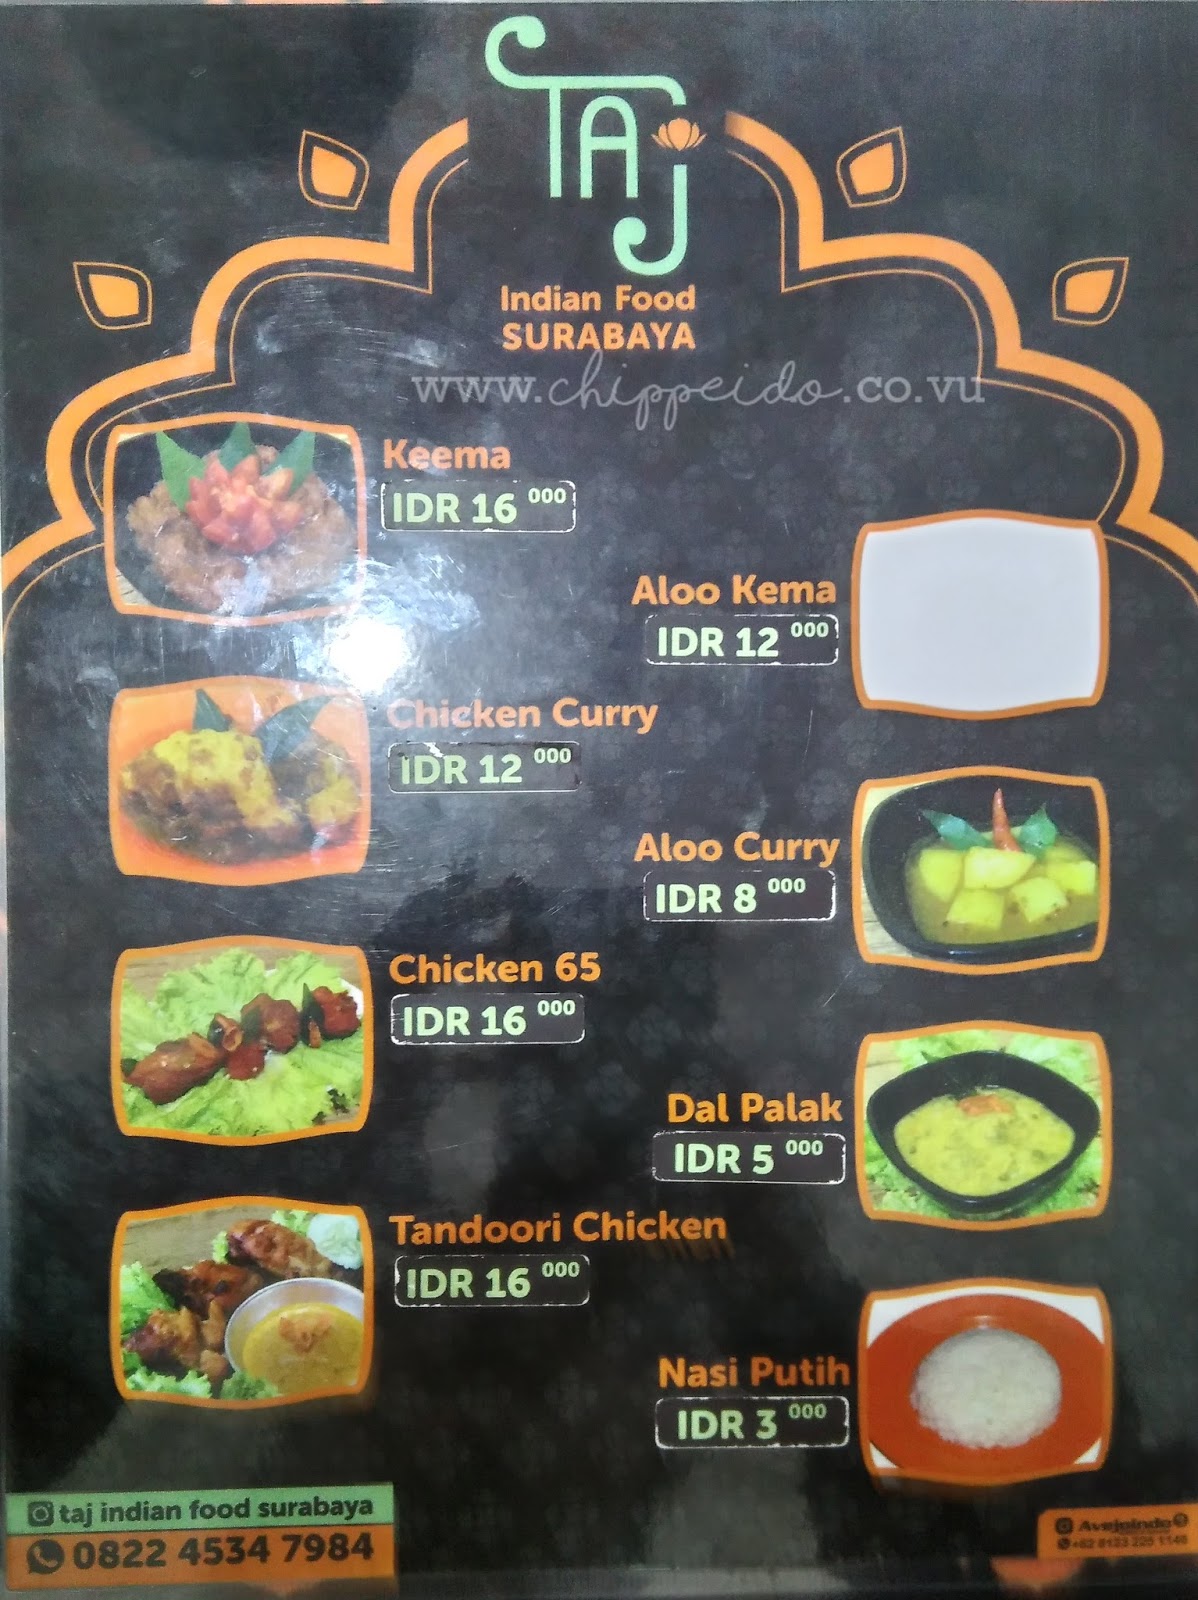 TAJ
Indian Food
SURABAYA
www.chippeido.co.vu
Keema
IDR 16 000
Aloo Kema
IDR 12 000
Chicken Curry
IDR 12 000
Aloo Curry
IDR 8 000
Chicken 65
IDR 16 000
Dal Palak
IDR 5 000
Tandoori Chicken
IDR 16 000
Nasi Putih
IDR 3 000
taj indian food surabaya
0822 4534 7984